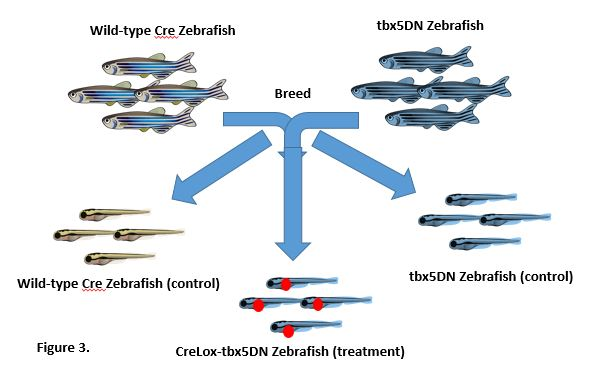 Wild-type Cre Zebrafish
tbx5DN Zebrafish
Breed
Wild-type Cre Zebrafish (control)
tbx5DN Zebrafish (control)
CreLox-tbx5DN Zebrafish (treatment)
Figure 3.